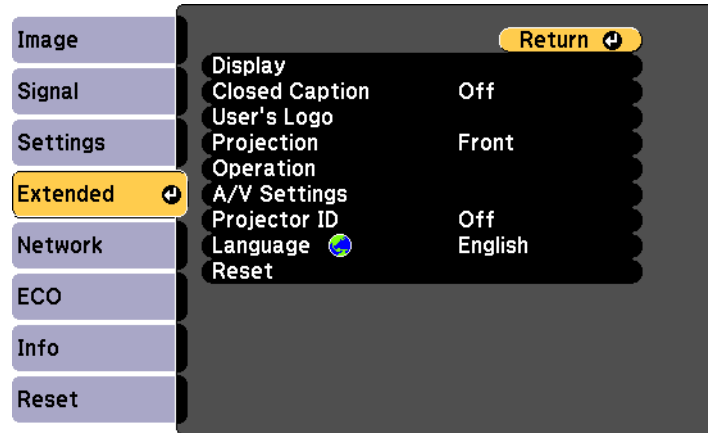 Image
Signal
Settings
Extended
Network
ECO
Info
Reset
Return
Display
Closed Caption Off
User's Logo
Projection Front
Operation
A/V Settings
Projector ID Off
Language English
Reset